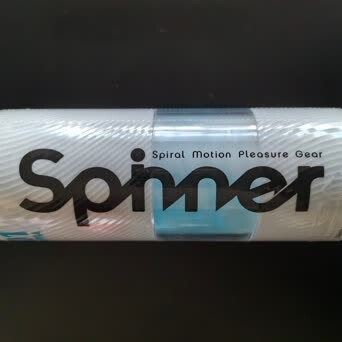 Spiral Motion Pleasure Gear
Spinner